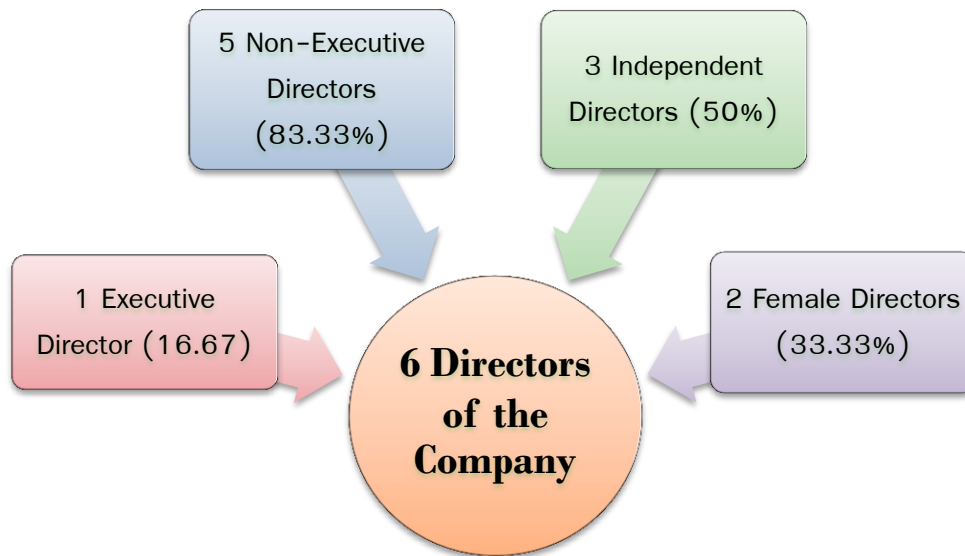 5 Non-Executive
Directors
(83.33%)
3 Independent
Directors (50%)
1 Executive
Director (16.67)
2 Female Directors
(33.33%)
6 Directors
of the
Company